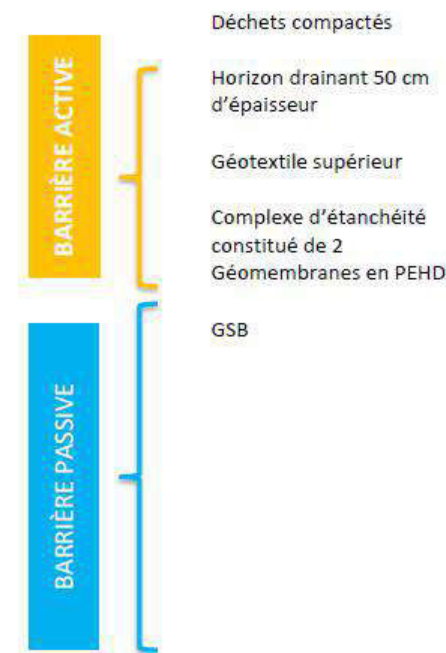 Déchets compactés
BARRIÈRE ACTIVE
Horizon drainant 50 cm
d'épaisseur
Géotextile supérieur
Complexe d'étanchéité
constitué de 2
Géomembranes en PEHD
GSB
BARRIÈRE PASSIVE